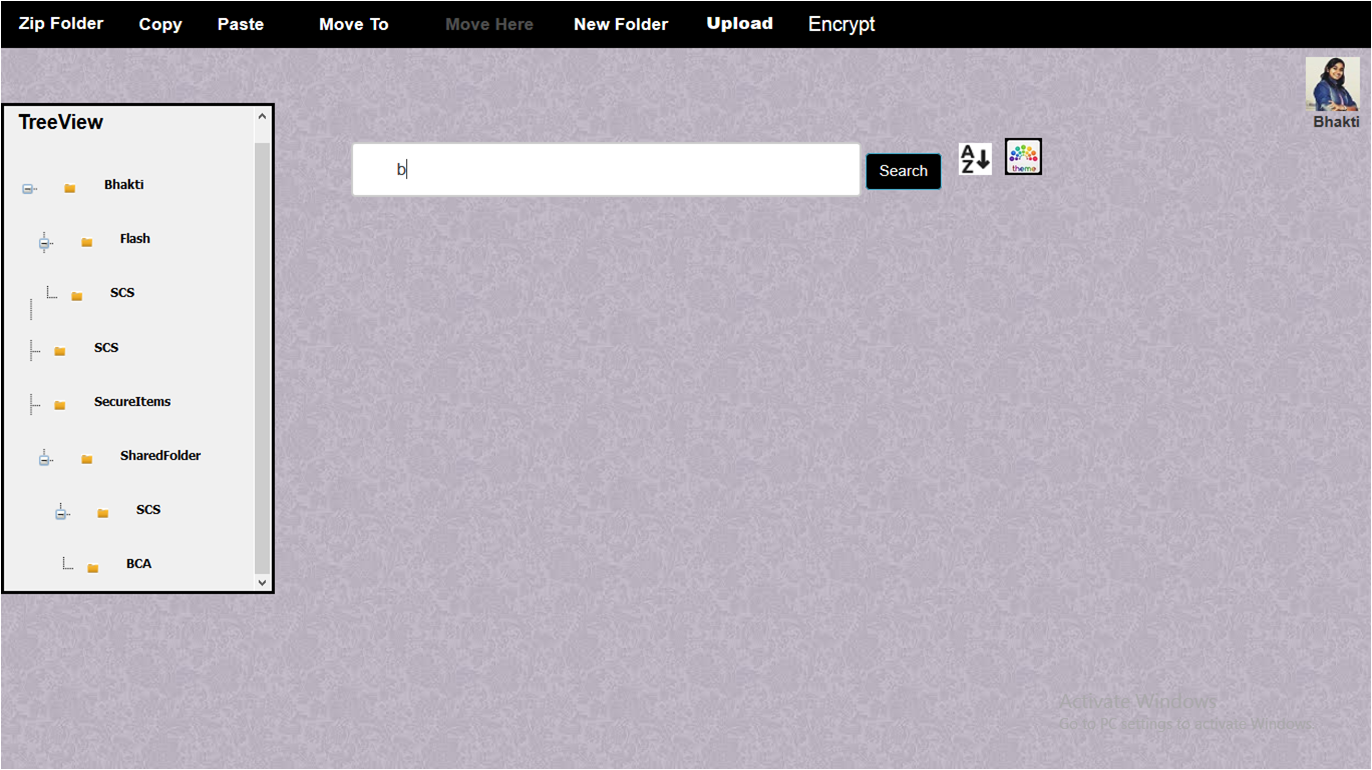 Zip Folder Copy Paste Move To Move Here New Folder Upload Encrypt
Bhakti
TreeView
Bhakti
Flash
SCS
SCS
SecureItems
SharedFolder
SCS
BCA
b
Search
A
Z
theme
Activate Windows
Go to PC settings to activate Windows.